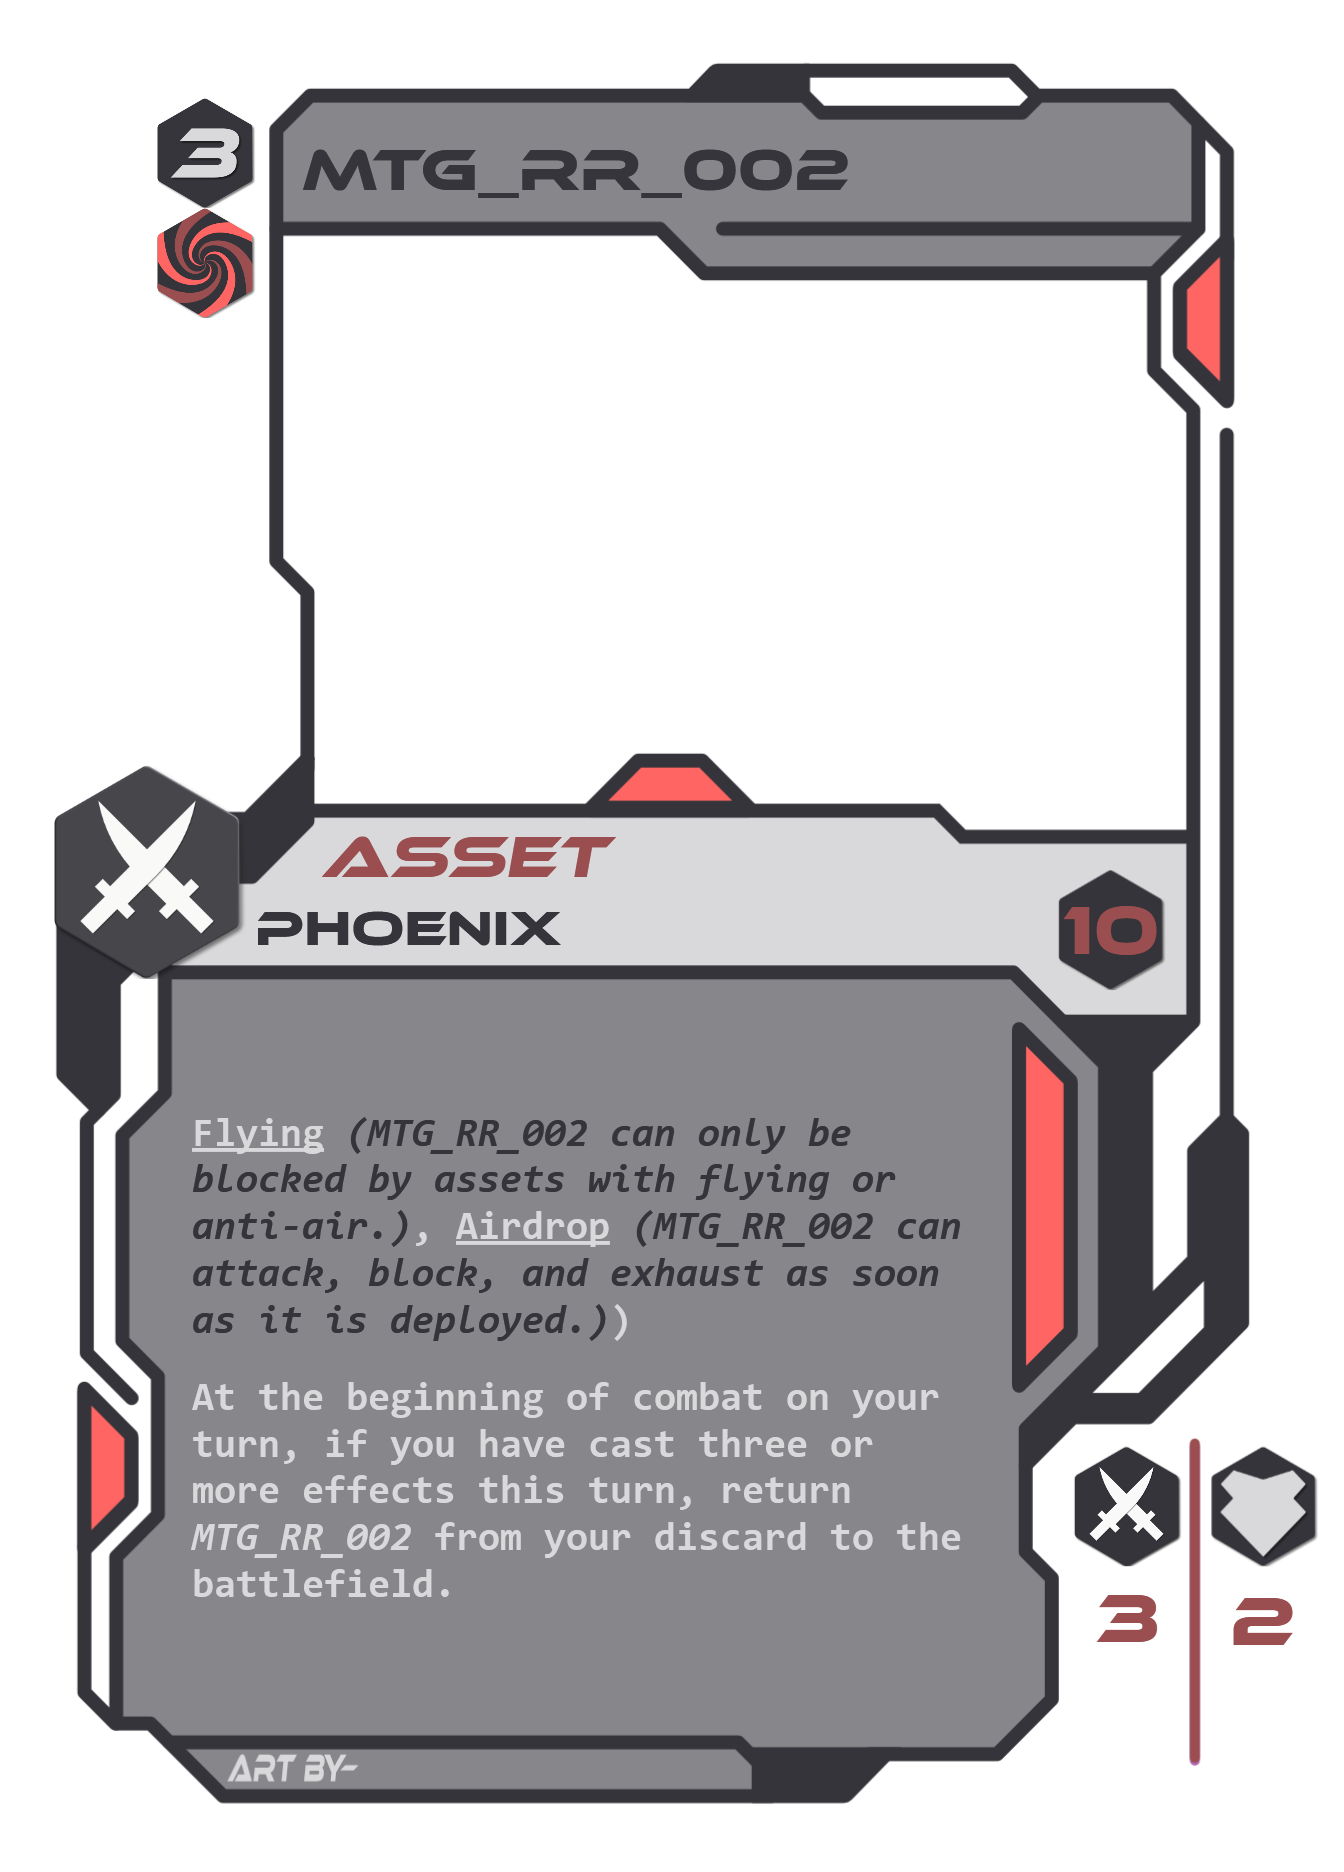 3
MTG_RR_002
ASSET
PHOENIX
10
Flying (MTG_RR_002 can only be
blocked by assets with flying or
anti-air.), Airdrop (MTG_RR_002 can
attack, block, and exhaust as soon
as it is deployed.))
At the beginning of combat on your
turn, if you have cast three or
more effects this turn, return
MTG_RR_002 from your discard to the
battlefield.
3
2
ART BY-